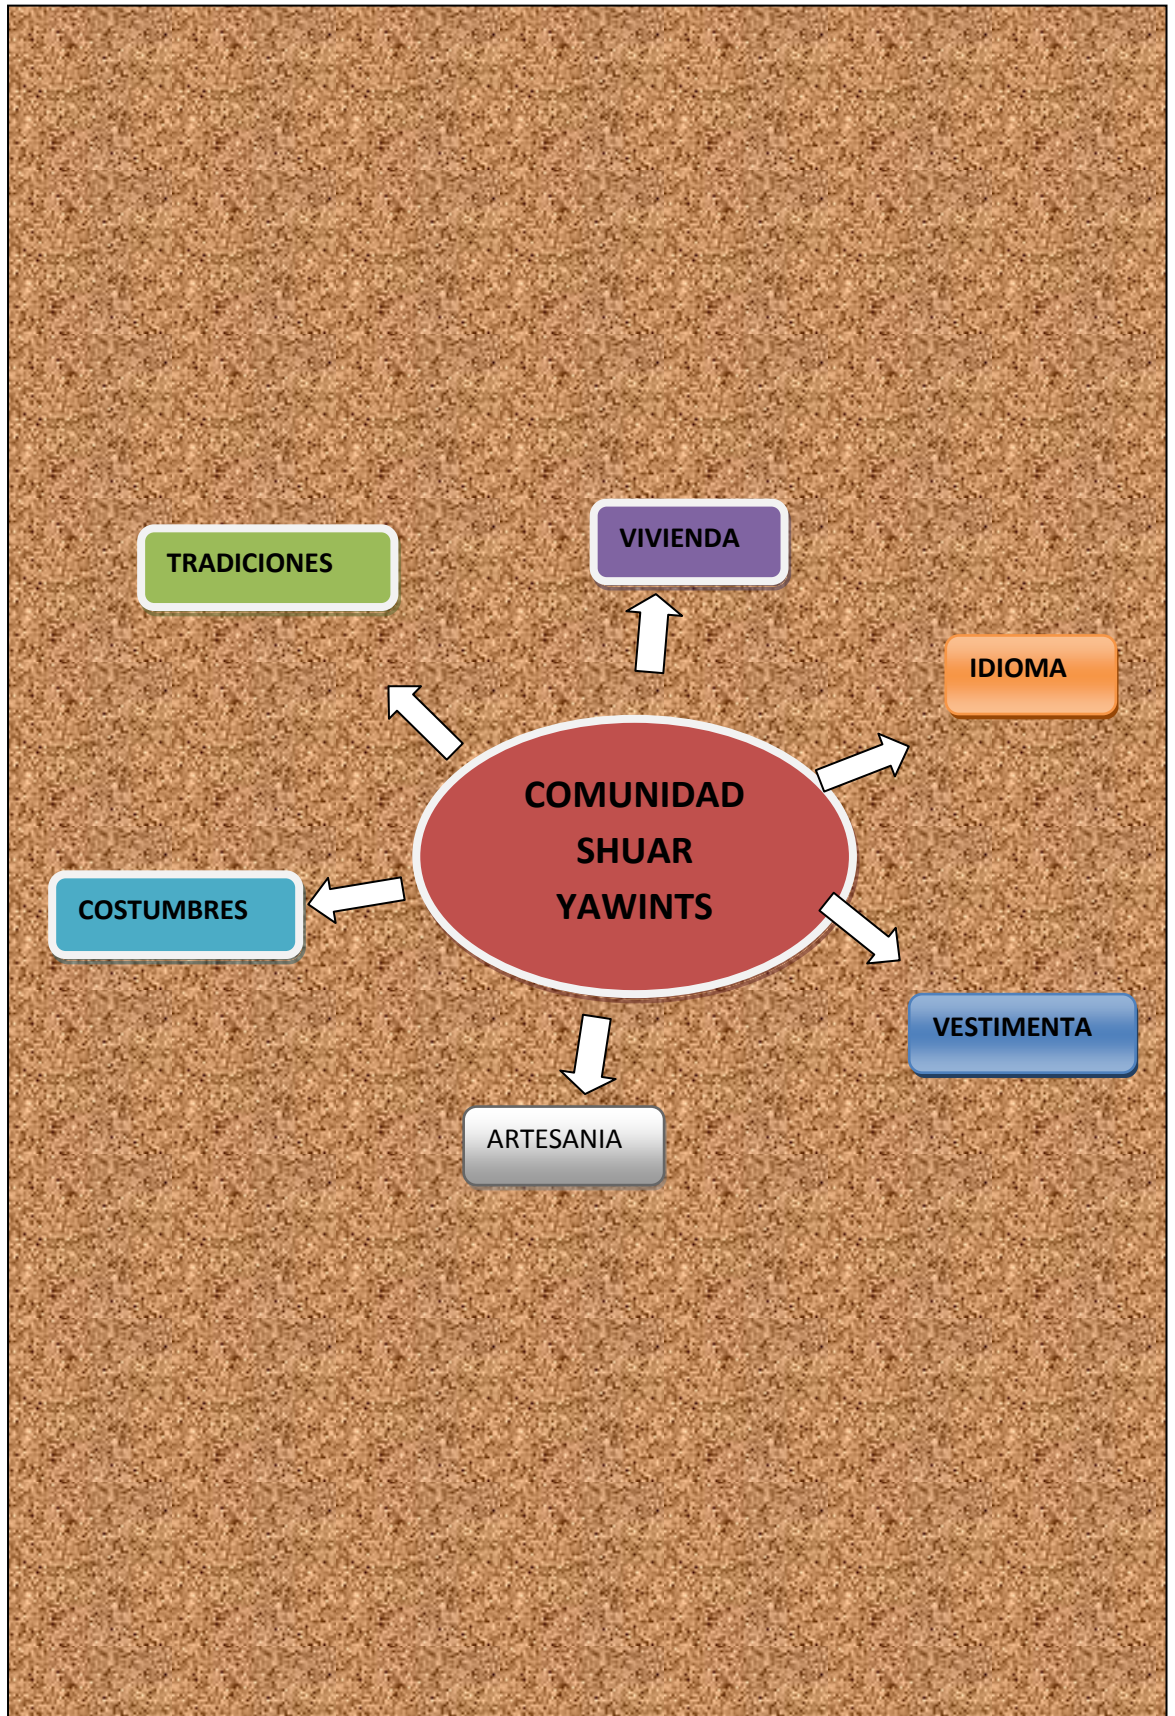 VIVIENDA
TRADICIONES
IDIOMA
COMUNIDAD
SHUAR
YAWINTS
COSTUMBRES
VESTIMENTA
ARTESANIA